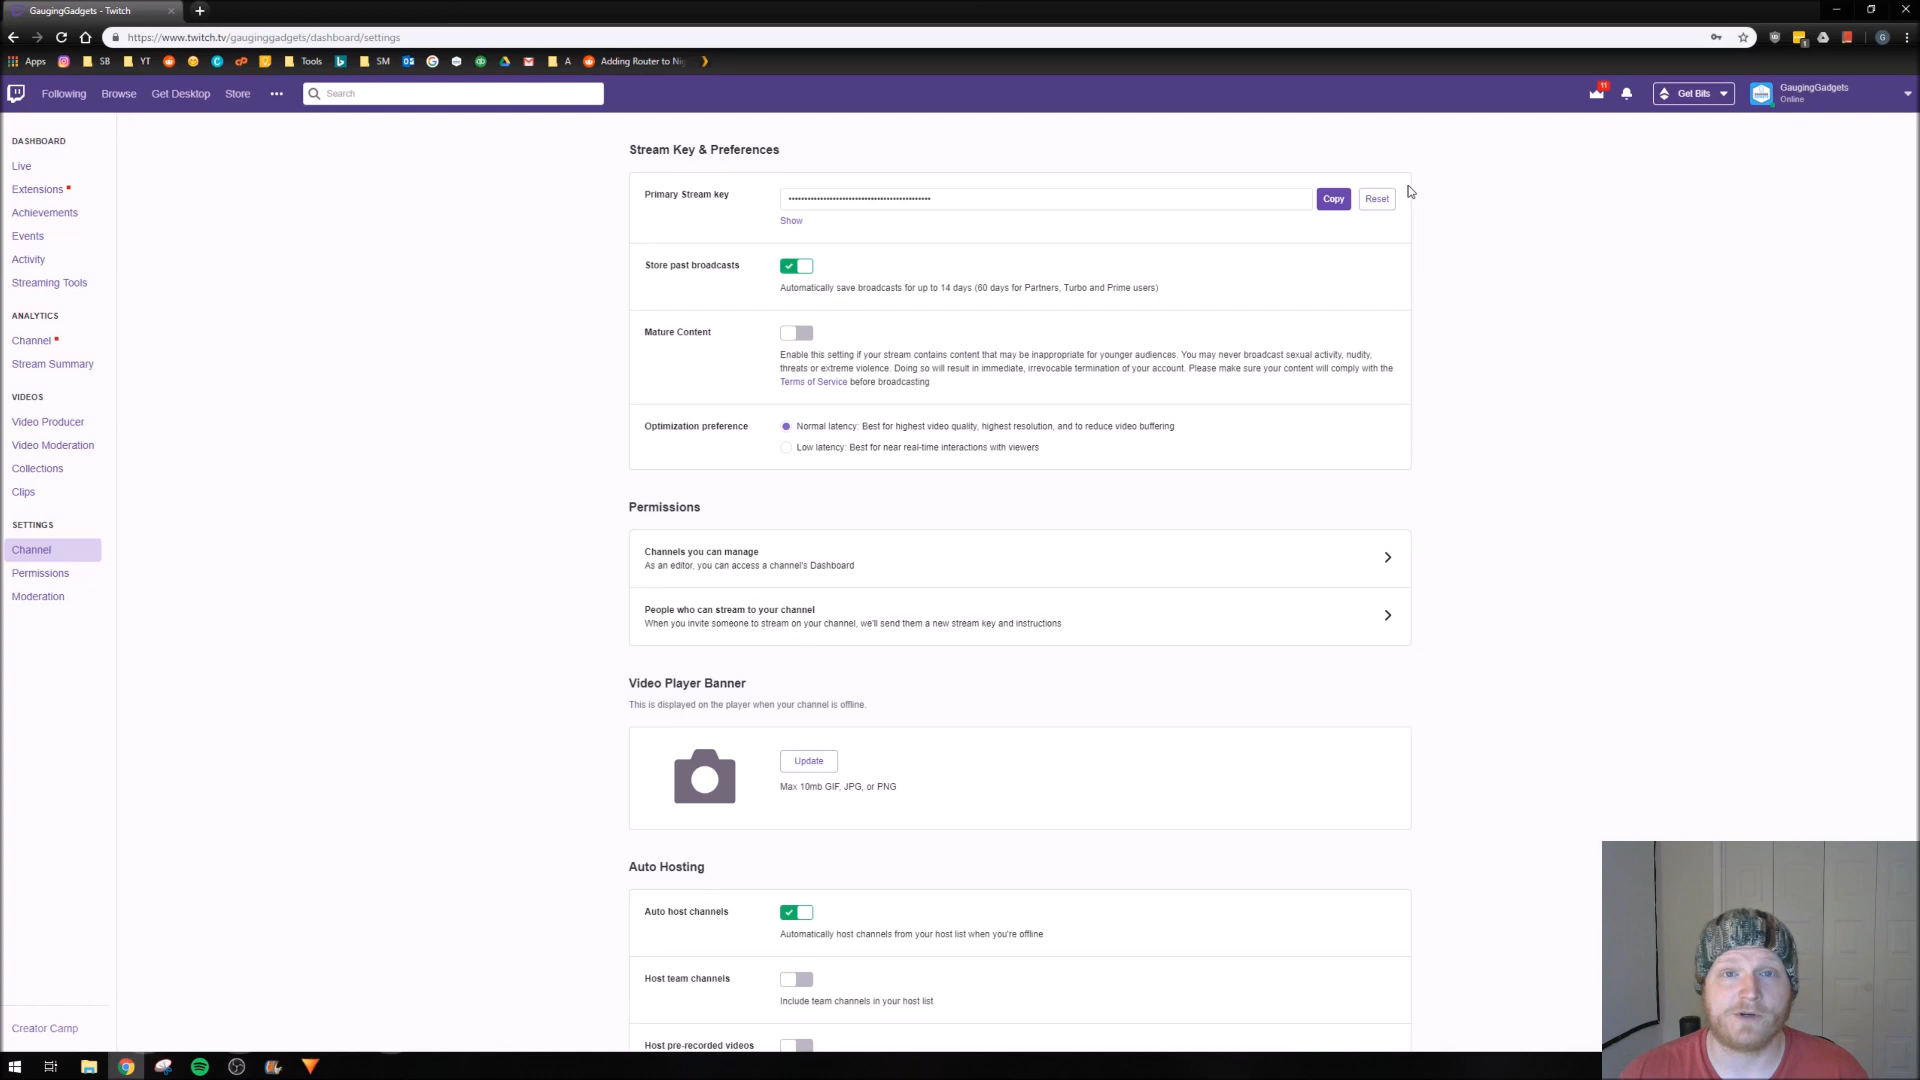 GaugingGadgets - Twitch
https://www.twitch.tv/gauginggadgets/dashboard/settings
Apps SB YT Tools SM A Adding Router to Ni
Following Browse Get Desktop Store Search 11 Get Bits GaugingGadgets
Online
DASHBOARD
Live
Extensions
Achievements
Events
Activity
Streaming Tools
ANALYTICS
Channel
Stream Summary
VIDEOS
Video Producer
Video Moderation
Collections
Clips
SETTINGS
Channel
Permissions
Moderation
Creator Camp
Stream Key & Preferences
Primary Stream key
Copy Reset
Show
Store past broadcasts
Automatically save broadcasts for up to 14 days (60 days for Partners, Turbo and Prime users)
Mature Content
Enable this setting if your stream contains content that may be inappropriate for younger audiences. You may never broadcast sexual activity, nudity,
threats or extreme violence. Doing so will result in immediate, irrevocable termination of your account. Please make sure your content will comply with the
Terms of Service before broadcasting
Optimization preference
Normal latency: Best for highest video quality, highest resolution, and to reduce video buffering
Low latency: Best for near real-time interactions with viewers
Permissions
Channels you can manage
As an editor, you can access a channel's Dashboard
People who can stream to your channel
When you invite someone to stream on your channel, we'll send them a new stream key and instructions
Video Player Banner
This is displayed on the player when your channel is offline.
Update
Max 10mb GIF, JPG, or PNG
Auto Hosting
Auto host channels
Automatically host channels from your host list when you're offline
Host team channels
Include team channels in your host list
Host pre-recorded videos